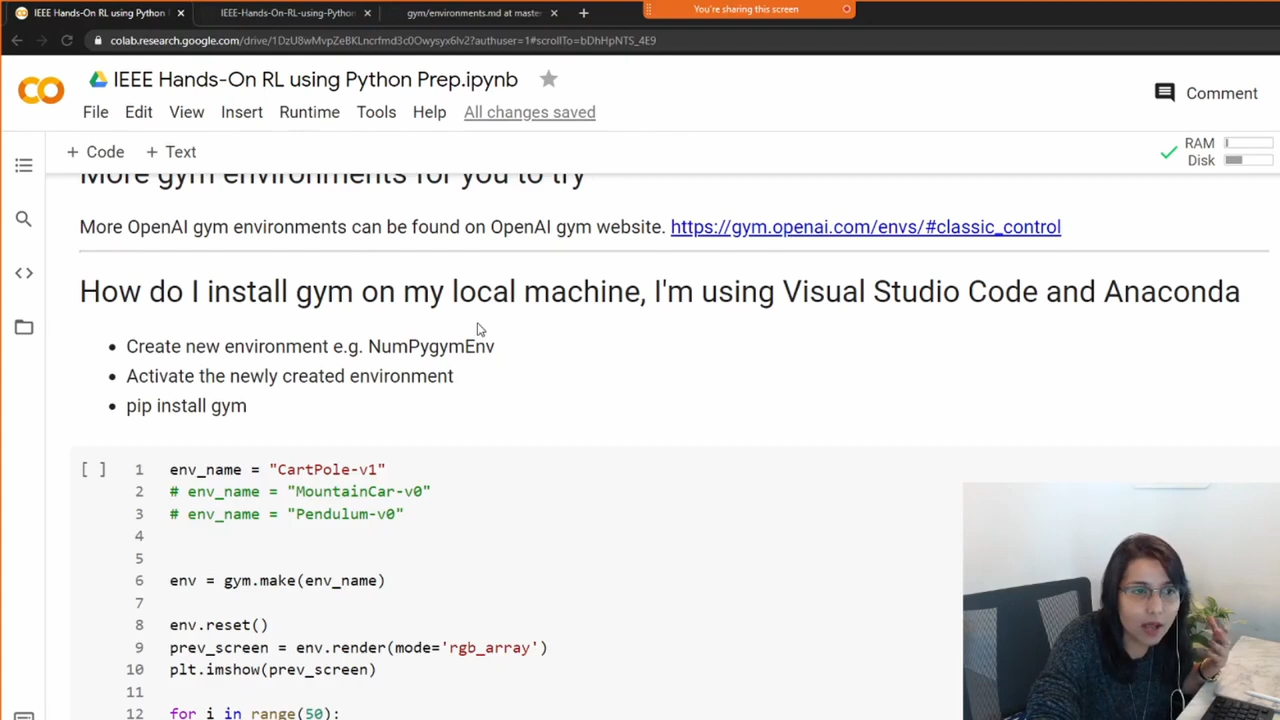 IEEE Hands-On RL using Python
IEEE-Hands-On-RL-using-Python-
gym/environments.md at master
You're sharing this screen
colab.research.google.com/drive/1DzU8wMvpZeBKLncrfmd3c0Owysyx6lv2?authuser=1#scrollTo=bDhHpNTS_4E9
IEEE Hands-On RL using Python Prep.ipynb
Comment
File Edit View Insert Runtime Tools Help All changes saved
+ Code + Text
RAM
Disk
More gym environments for you to try
More OpenAI gym environments can be found on OpenAI gym website. https://gym.openai.com/envs/#classic_control
How do I install gym on my local machine, I'm using Visual Studio Code and Anaconda
• Create new environment e.g. NumPygymEnv
• Activate the newly created environment
• pip install gym
[ ] 1 env_name = "CartPole-v1"
2 # env_name = "MountainCar-v0"
3 # env_name = "Pendulum-v0"
4
5
6 env = gym.make(env_name)
7
8 env.reset()
9 prev_screen = env.render(mode='rgb_array')
10 plt.imshow(prev_screen)
11
12 for i in range(50):